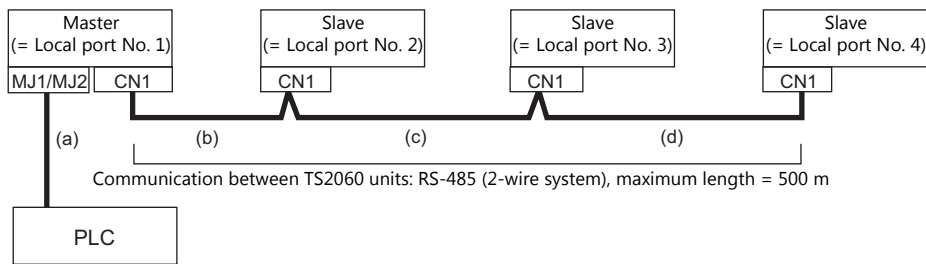 Master
(= Local port No. 1)
Slave
(= Local port No. 2)
Slave
(= Local port No. 3)
Slave
(= Local port No. 4)
MJ1/MJ2
CN1
CN1
CN1
CN1
(a)
(b)
(c)
(d)
Communication between TS2060 units: RS-485 (2-wire system), maximum length = 500 m
PLC